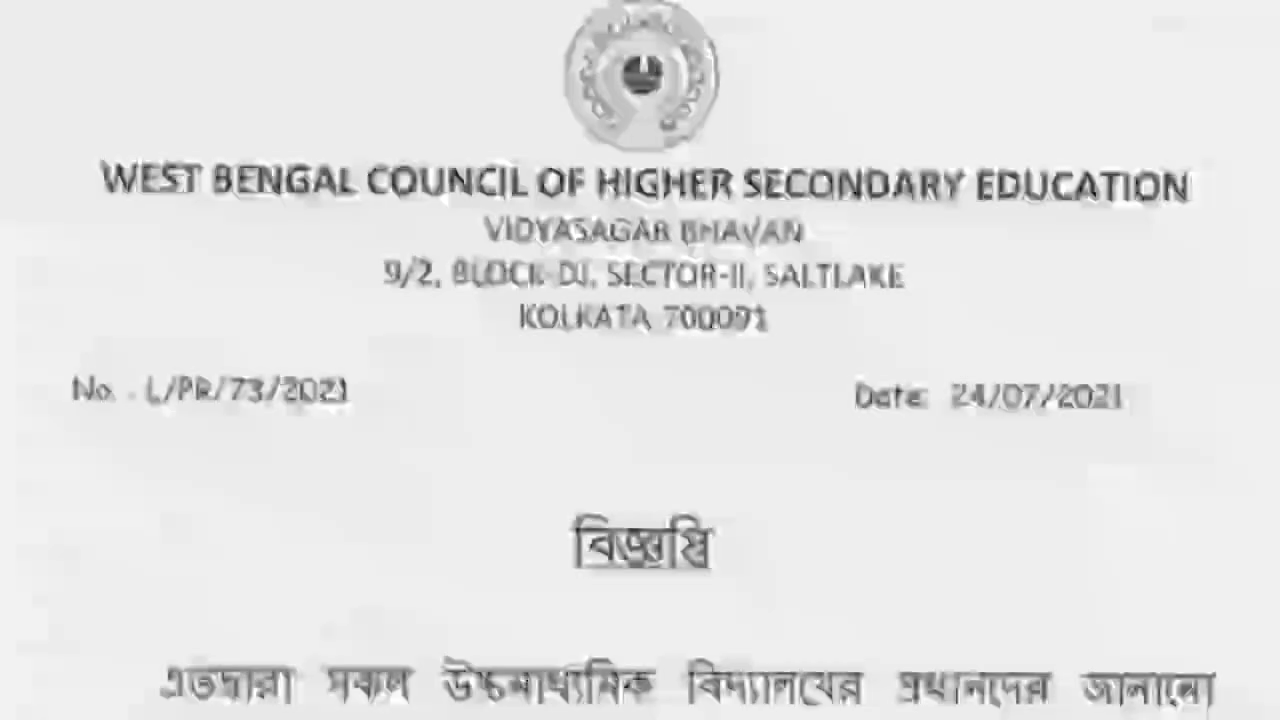 WEST BENGAL COUNCIL OF HIGHER SECONDARY EDUCATION
VIDYASAGAR BHAVAN
9/2, BLOCK-DJ, SECTOR-II, SALTLAKE
KOLKATA 700091
No. : L/PR/73/2021
Date: 24/07/2021
বিজ্ঞপ্তি
এতদ্বারা সকল উচ্চমাধ্যমিক বিদ্যালয়ের প্রধানদের জানানো